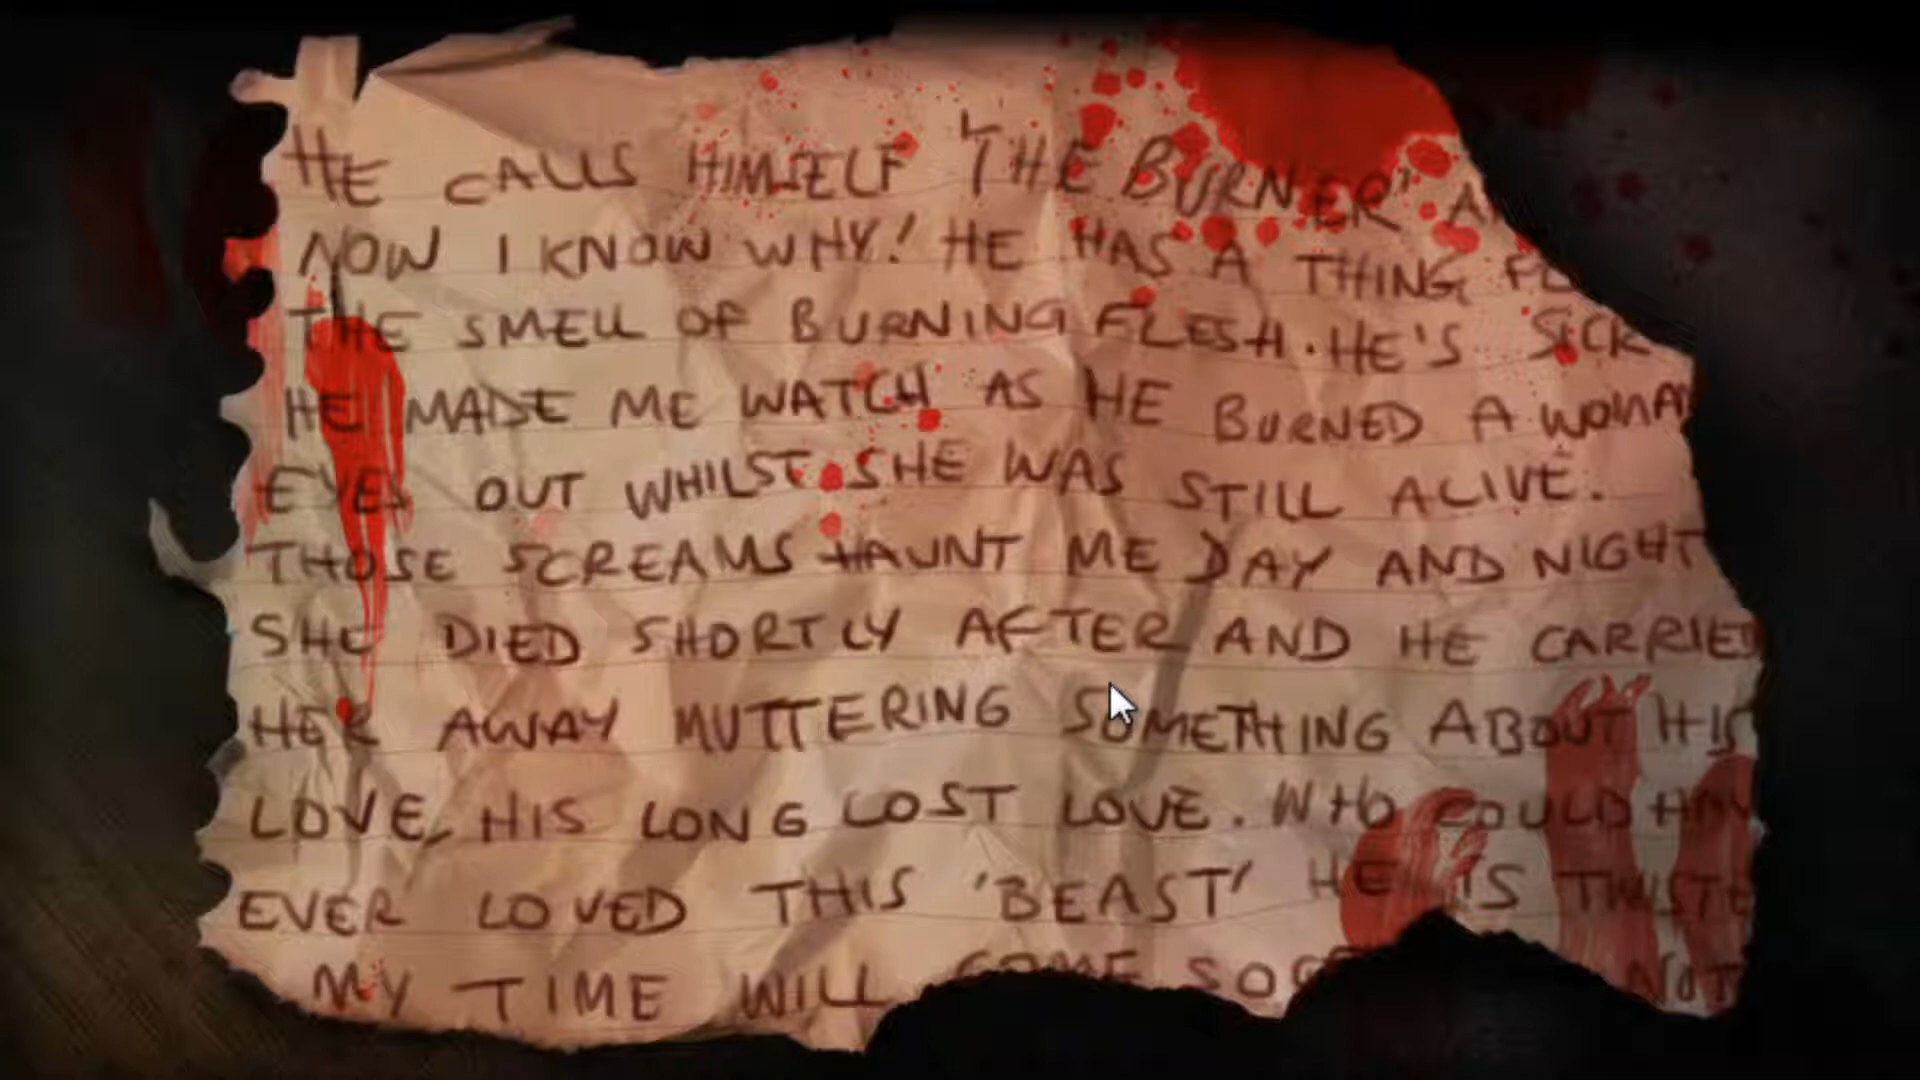 HE CALLS HIMSELF 'THE BURNER'
NOW I KNOW WHY! HE HAS A THING
THE SMELL OF BURNING FLESH. HE'S SICK
HE MADE ME WATCH AS HE BURNED A WOMAN
EYES OUT WHILST SHE WAS STILL ALIVE.
THOSE SCREAMS HAUNT ME DAY AND NIGHT
SHE DIED SHORTLY AFTER AND HE CARRIED
HER AWAY MUTTERING SOMETHING ABOUT HIS
LOVE, HIS LONG LOST LOVE. WHO COULD
EVER LOVED THIS 'BEAST' HE IS
MY TIME WILL COME NOT